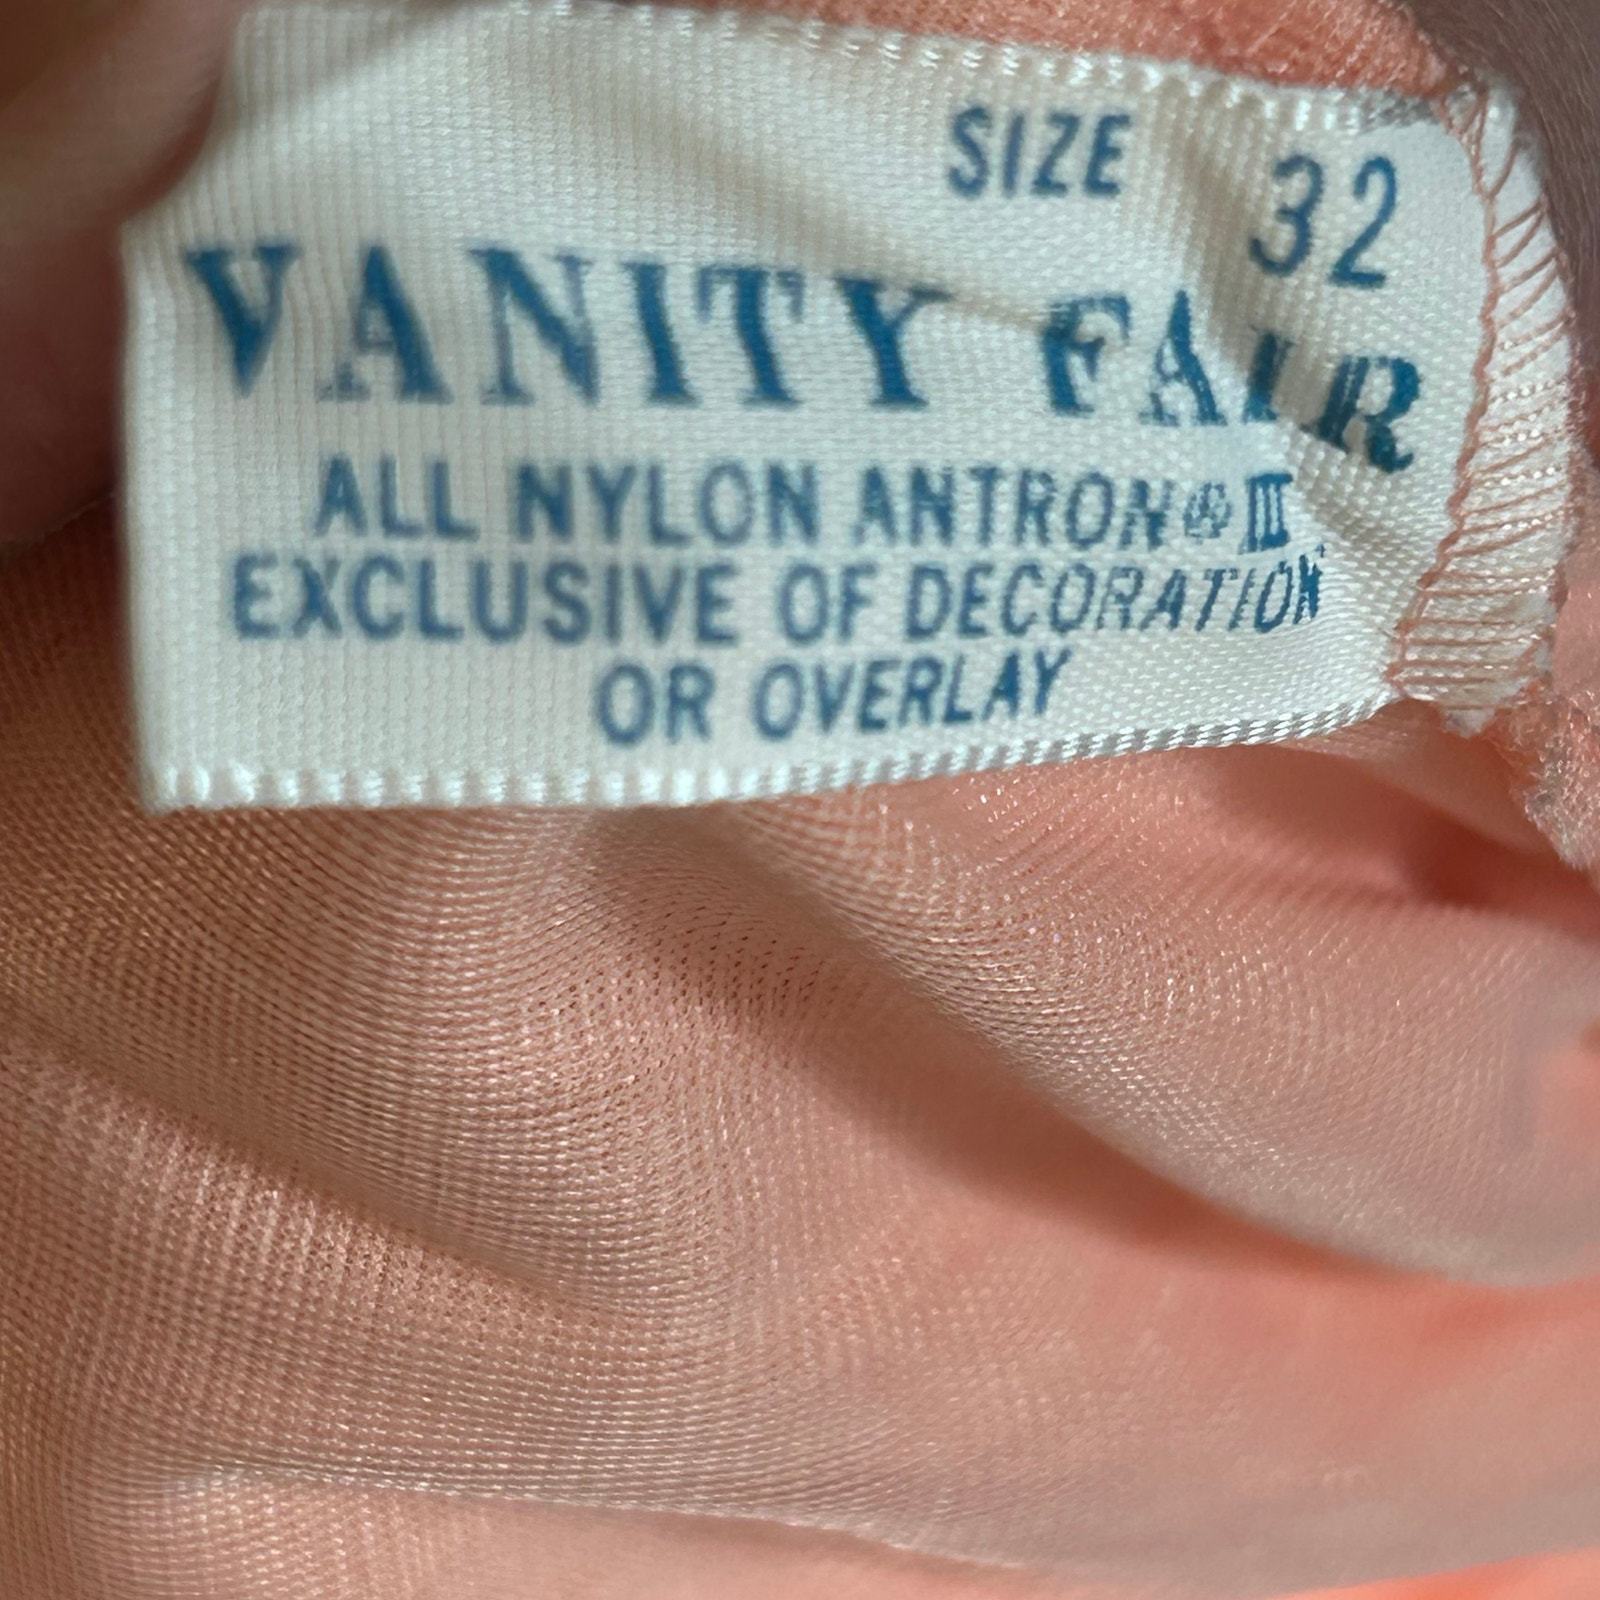 SIZE 32
VANITY FAIR
ALL NYLON ANTRON® III
EXCLUSIVE OF DECORATION
OR OVERLAY